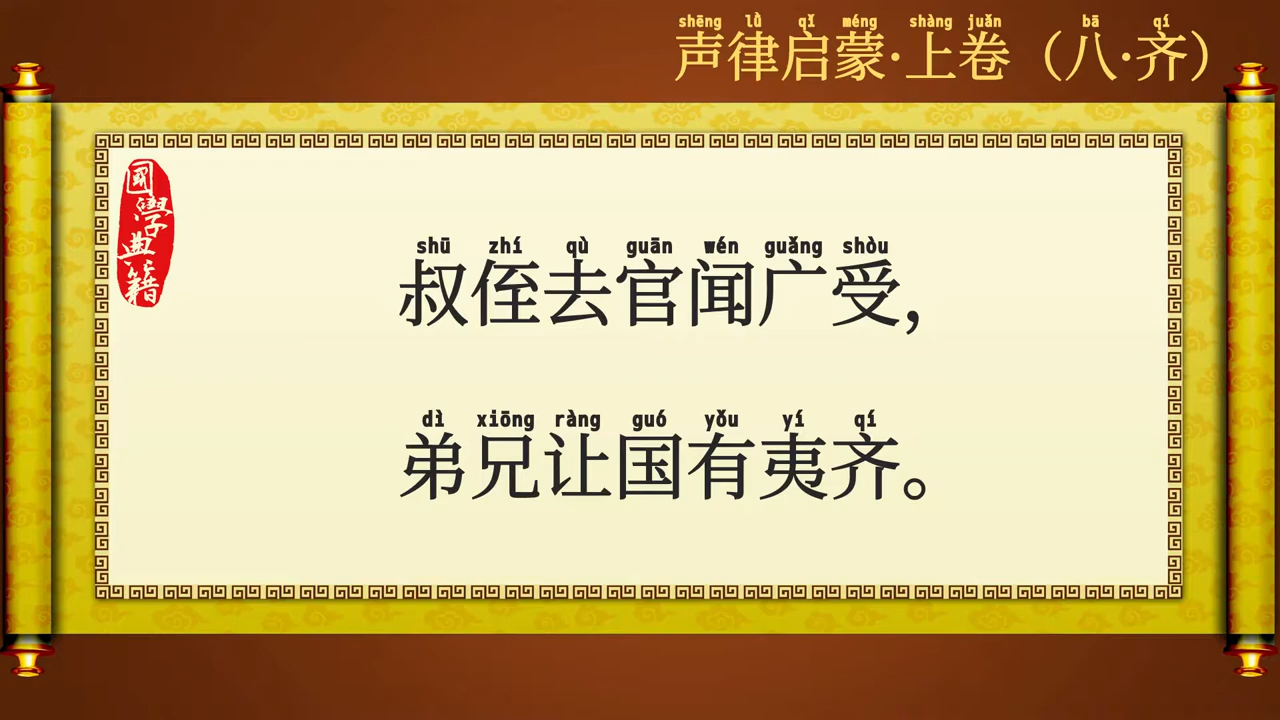 shēng lǜ qǐ méng shàng juǎn bā qí
声律启蒙·上卷（八·齐）
國學典籍
shū zhí qù guān wén guǎng shòu
叔侄去官闻广受,
dì xiōng ràng guó yǒu yí qí
弟兄让国有夷齐。